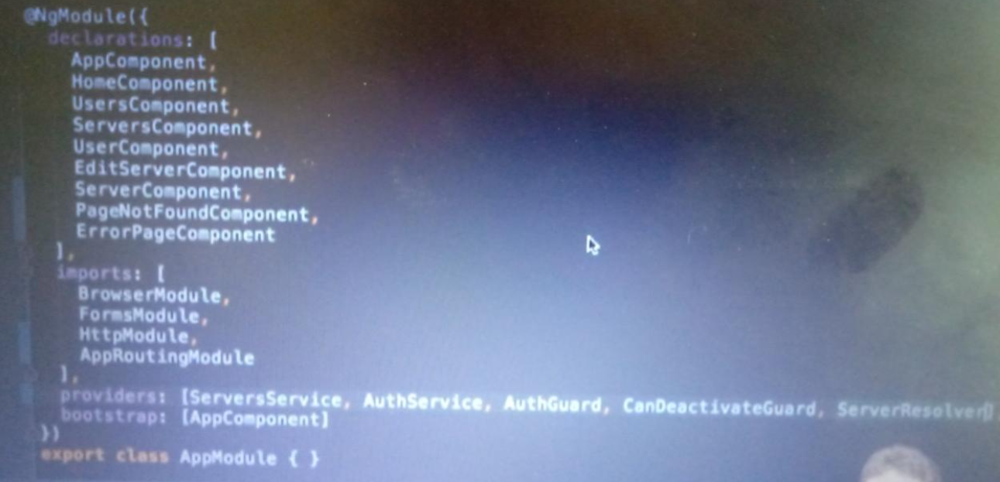 @NgModule({
declarations: [
AppComponent,
HomeComponent,
UsersComponent,
ServersComponent,
UserComponent,
EditServerComponent,
ServerComponent,
PageNotFoundComponent,
ErrorPageComponent
],
imports: [
BrowserModule,
FormsModule,
HttpModule,
AppRoutingModule
],
providers: [ServersService, AuthService, AuthGuard, CanDeactivateGuard, ServerResolver],
bootstrap: [AppComponent]
})
export class AppModule { }